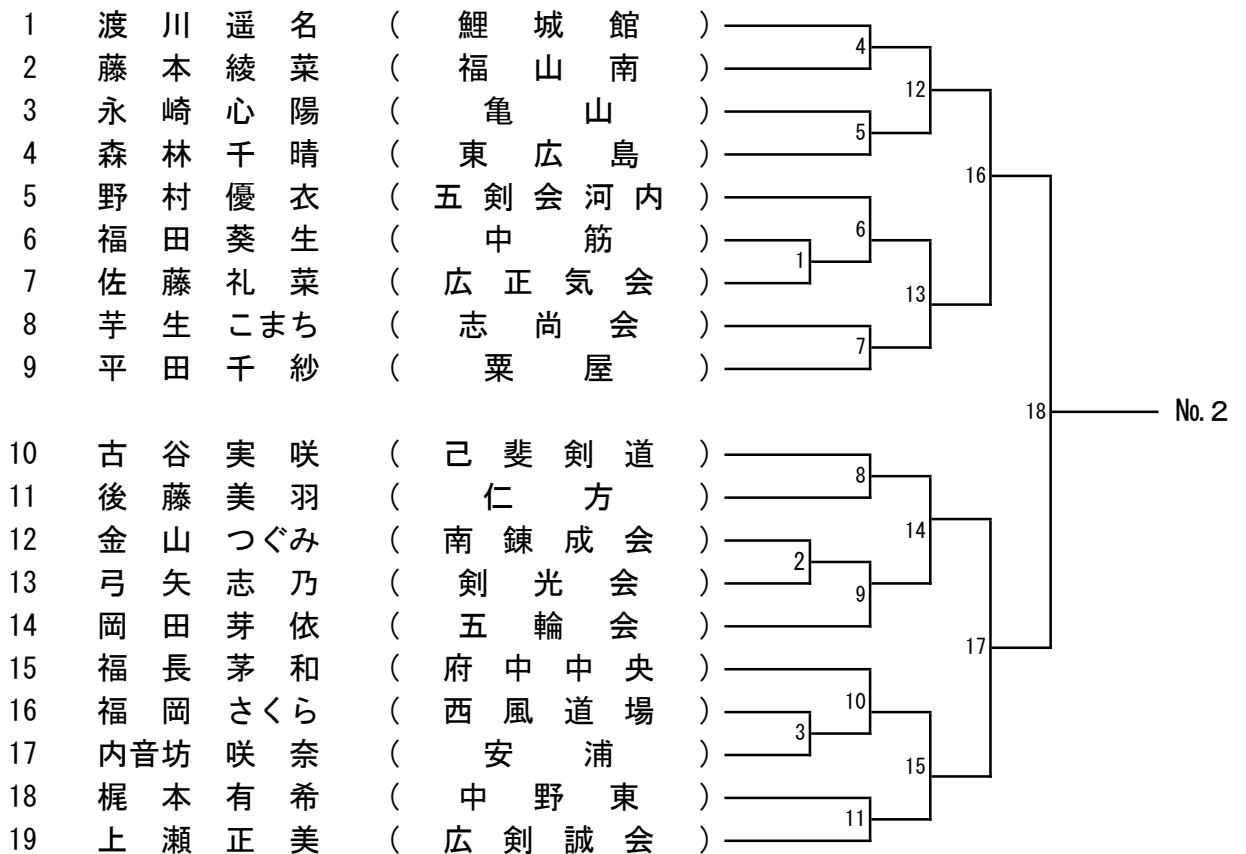 1 渡川遥名 ( 鯉城館 )
4
2 藤本綾菜 ( 福山南 )
12
3 永崎心陽 ( 亀山 )
5
4 森林千晴 ( 東広島 )
16
5 野村優衣 ( 五剣会河内 )
6
6 福田葵生 ( 中筋 )
1
7 佐藤礼菜 ( 広正気会 )
13
8 芋生こまち ( 志尚会 )
7
9 平田千紗 ( 粟屋 )
18 № 2
10 古谷実咲 ( 己斐剣道 )
8
11 後藤美羽 ( 仁方 )
14
12 金山つぐみ ( 南錬成会 )
2
13 弓矢志乃 ( 剣光会 )
9
14 岡田芽依 ( 五輪会 )
17
15 福長茅和 ( 府中中央 )
10
16 福岡さくら ( 西風道場 )
3
17 内音坊咲奈 ( 安浦 )
15
18 梶本有希 ( 中野東 )
11
19 上瀬正美 ( 広剣誠会 )